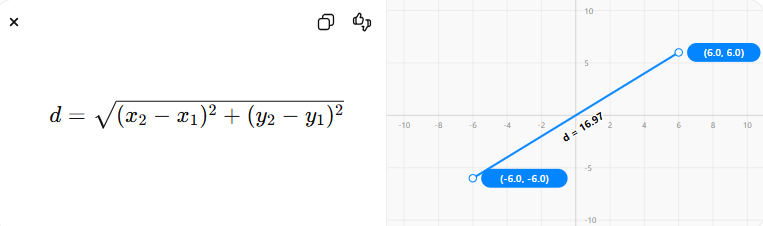 d = √(x₂ − x₁)² + (y₂ − y₁)²
10
(6.0, 6.0)
5
-10 -8 -6 -4 -2 2 4 6 8 10
d = 16.97
-5
(-6.0, -6.0)
-10